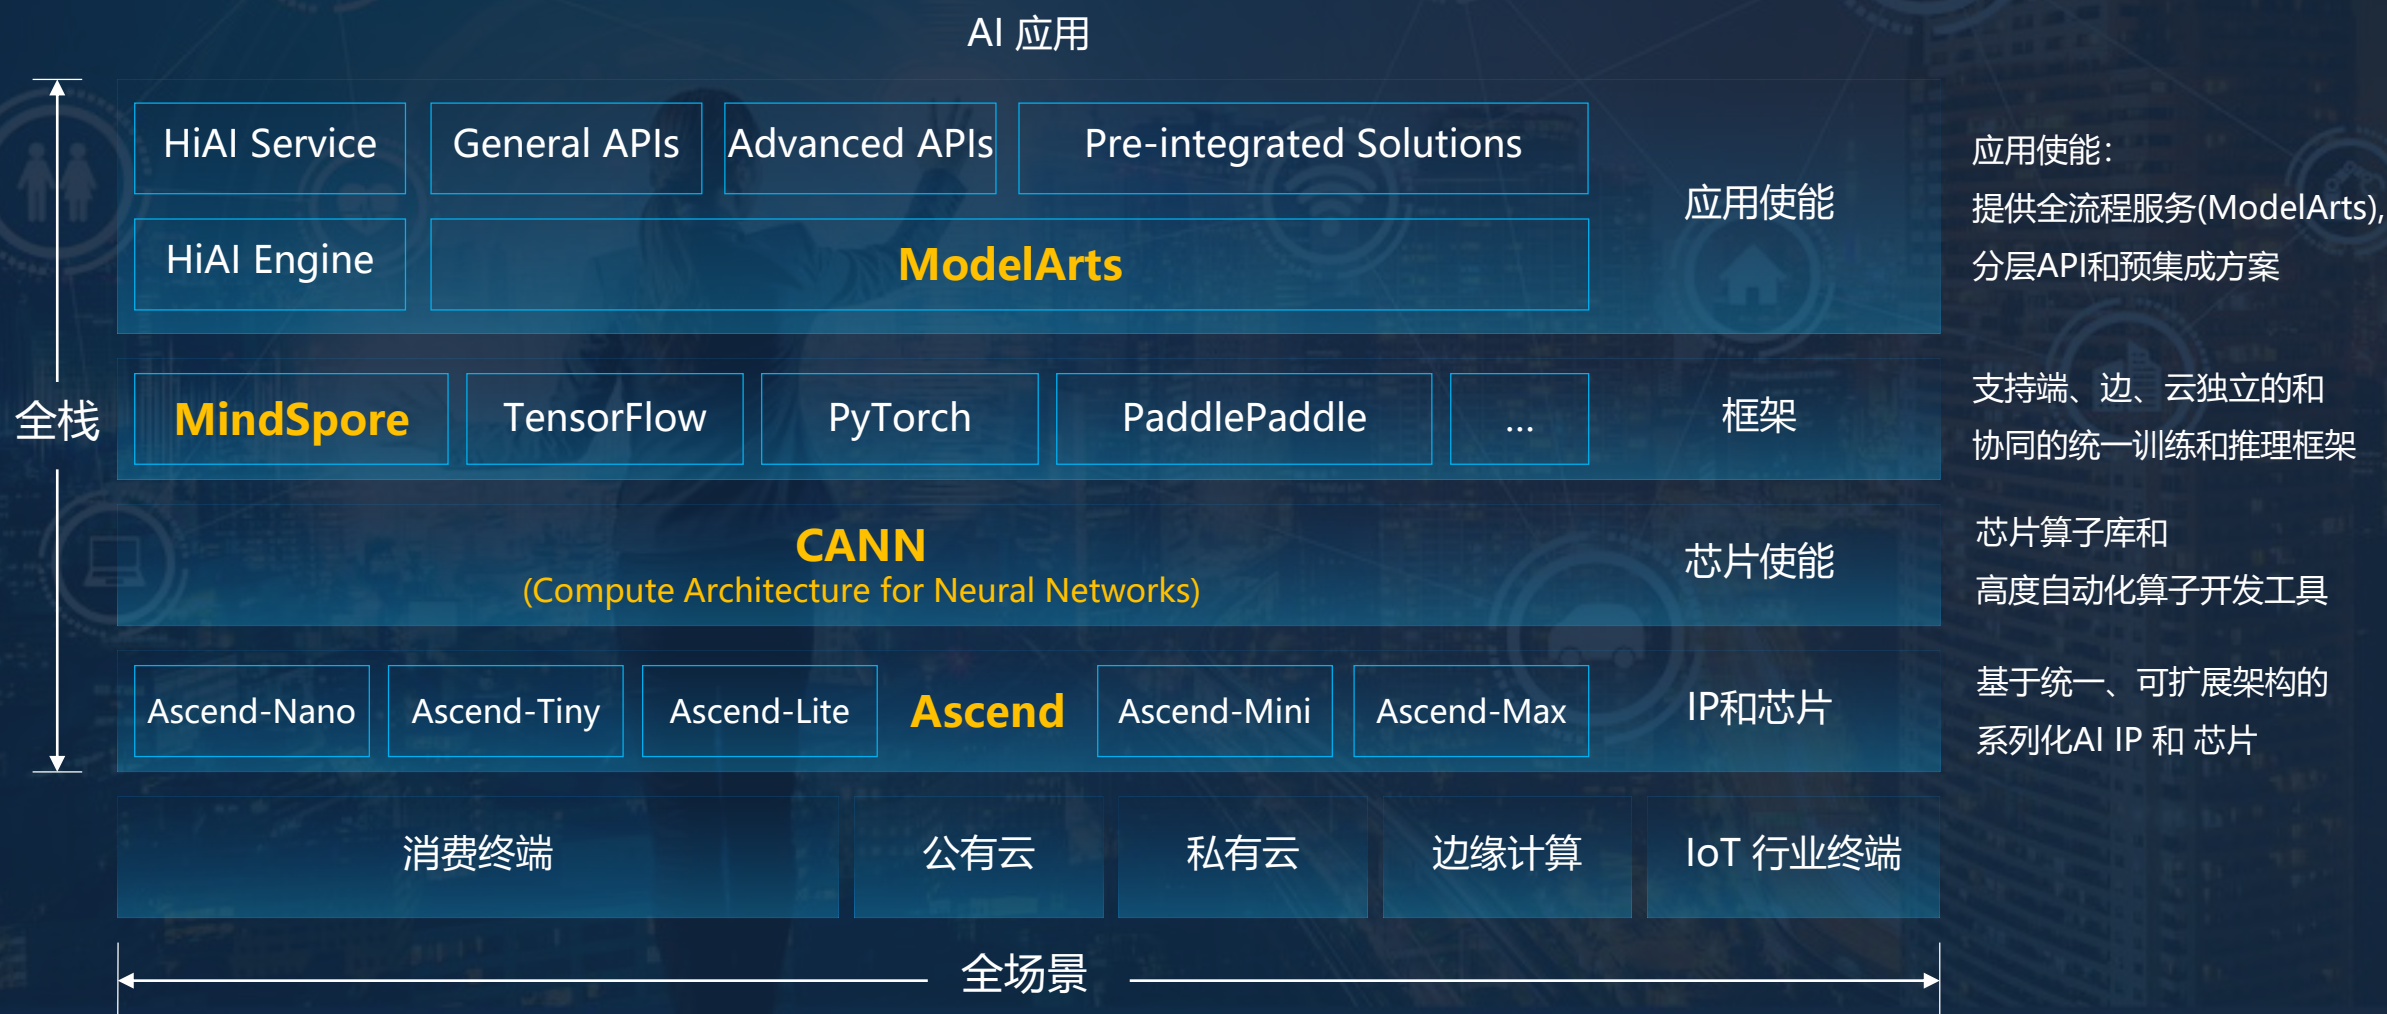 AI 应用
HiAI Service
General APIs
Advanced APIs
Pre-integrated Solutions
HiAI Engine
ModelArts
应用使能
应用使能：
提供全流程服务(ModelArts),
分层API和预集成方案
全栈
MindSpore
TensorFlow
PyTorch
PaddlePaddle
...
框架
支持端、边、云独立的和
协同的统一训练和推理框架
CANN
(Compute Architecture for Neural Networks)
芯片使能
芯片算子库和
高度自动化算子开发工具
Ascend-Nano
Ascend-Tiny
Ascend-Lite
Ascend
Ascend-Mini
Ascend-Max
IP和芯片
基于统一、可扩展架构的
系列化AI IP 和 芯片
消费终端
公有云
私有云
边缘计算
IoT 行业终端
全场景